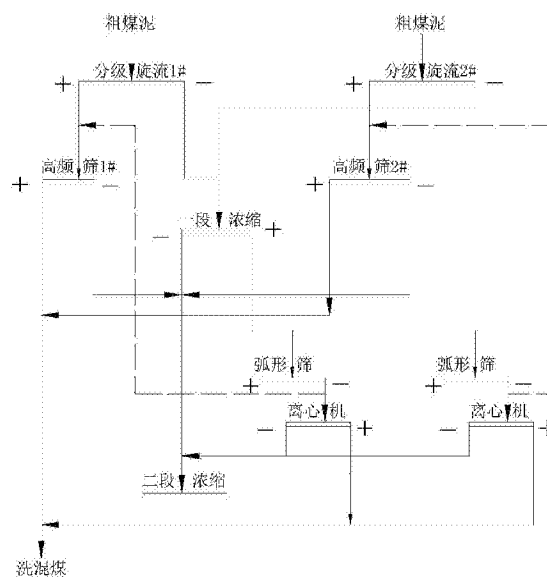 粗煤泥 粗煤泥
+ 分级旋流1# − + 分级旋流2# −
+ 高频筛1# − + 高频筛2# −
− 一段浓缩 +
+ 弧形筛 − + 弧形筛 −
− 离心机 + − 离心机 +
二段浓缩
洗混煤